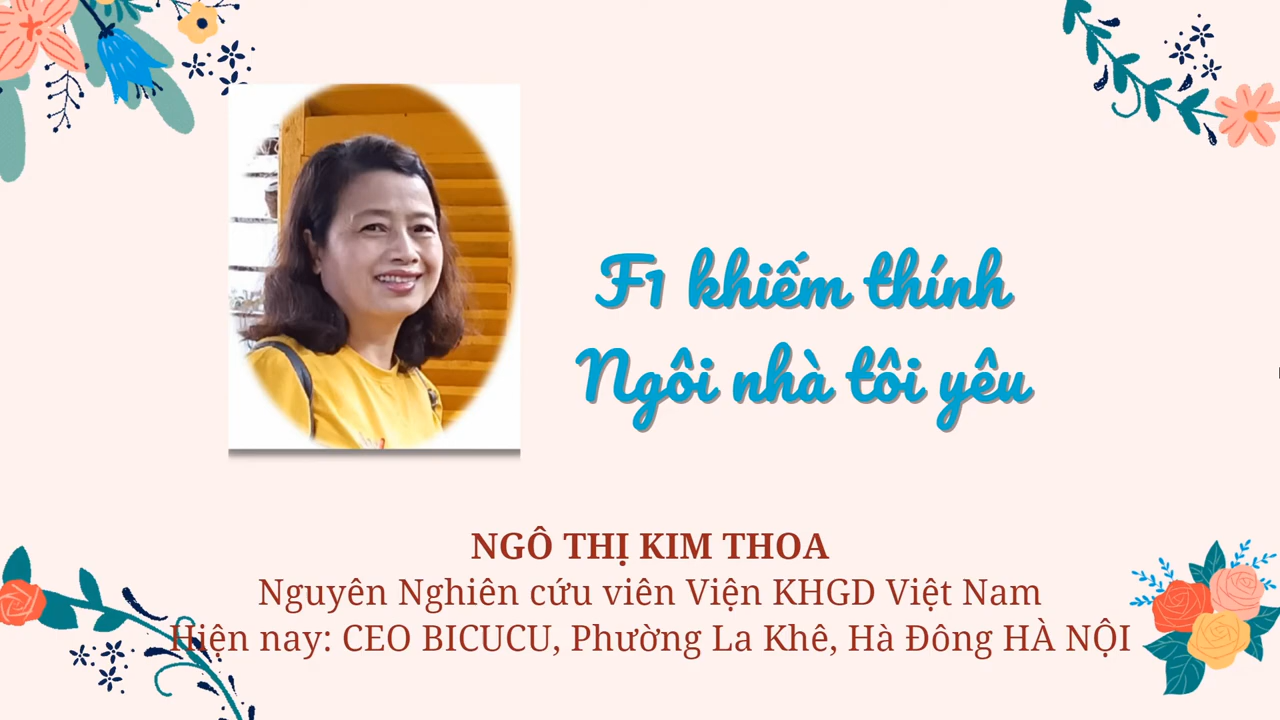 F1 khiếm thính
Ngôi nhà tôi yêu
NGÔ THỊ KIM THOA
Nguyên Nghiên cứu viên Viện KHGD Việt Nam
Hiện nay: CEO BICUCU, Phường La Khê, Hà Đông HÀ NỘI